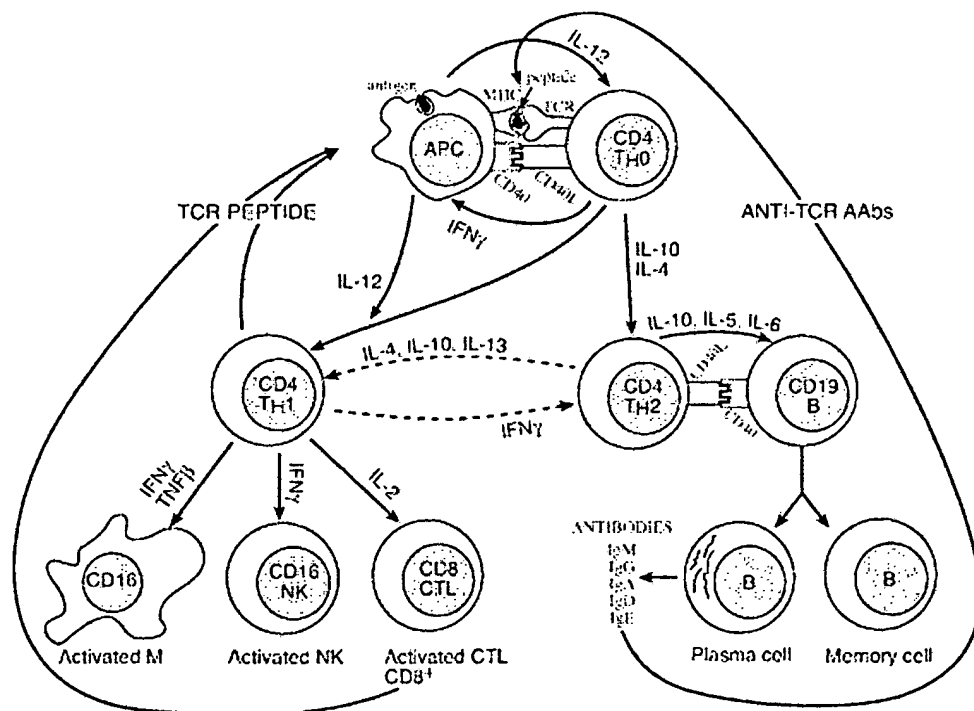 IL-12
antigen
peptide
MHC
TCR
APC
CD4
TH0
CD40
CD40L
TCR PEPTIDE
ANTI-TCR AAbs
IFNγ
IL-12
IL-10
IL-4
IL-10, IL-5, IL-6
IL-4, IL-10, IL-13
CD40L
CD4
TH1
CD4
TH2
CD19
B
IFNγ
CD40
IFNγ
TNFβ
IFNγ
IL-2
ANTIBODIES
IgM
IgG
IgA
IgD
IgE
CD16
CD16
NK
CD8
CTL
B
B
Activated M
Activated NK
Activated CTL
CD8+
Plasma cell
Memory cell